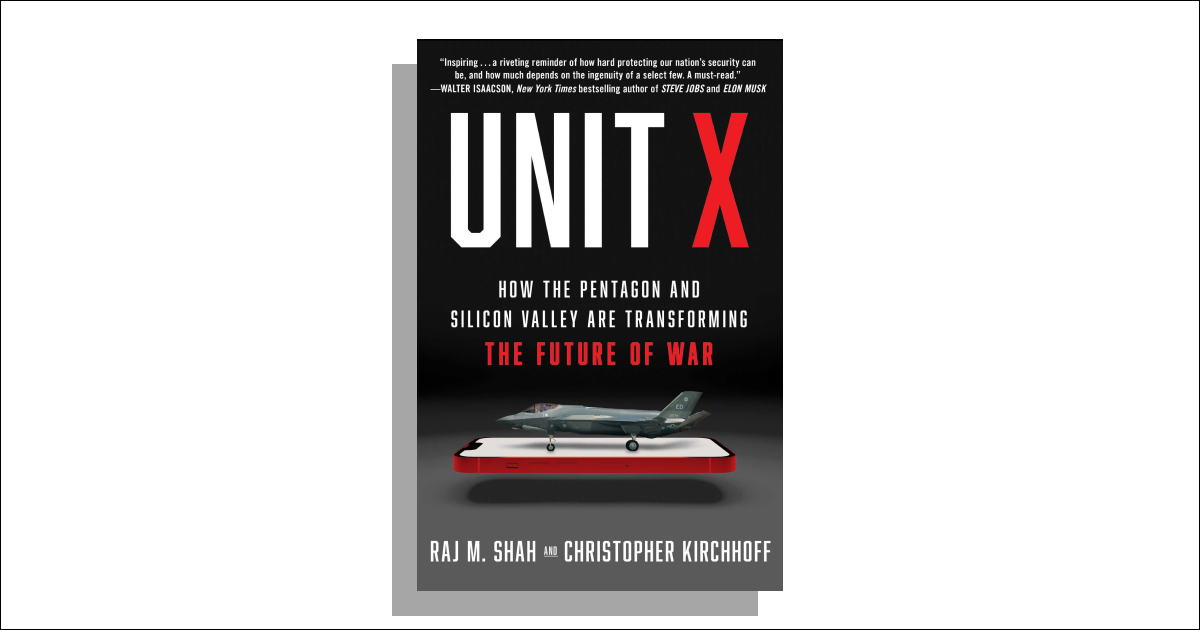 “Inspiring . . . a riveting reminder of how hard protecting our nation’s security can
be, and how much depends on the ingenuity of a select few. A must-read.”
—WALTER ISAACSON, New York Times bestselling author of STEVE JOBS and ELON MUSK
UNIT X
HOW THE PENTAGON AND
SILICON VALLEY ARE TRANSFORMING
THE FUTURE OF WAR
ED
RAJ M. SHAH AND CHRISTOPHER KIRCHHOFF